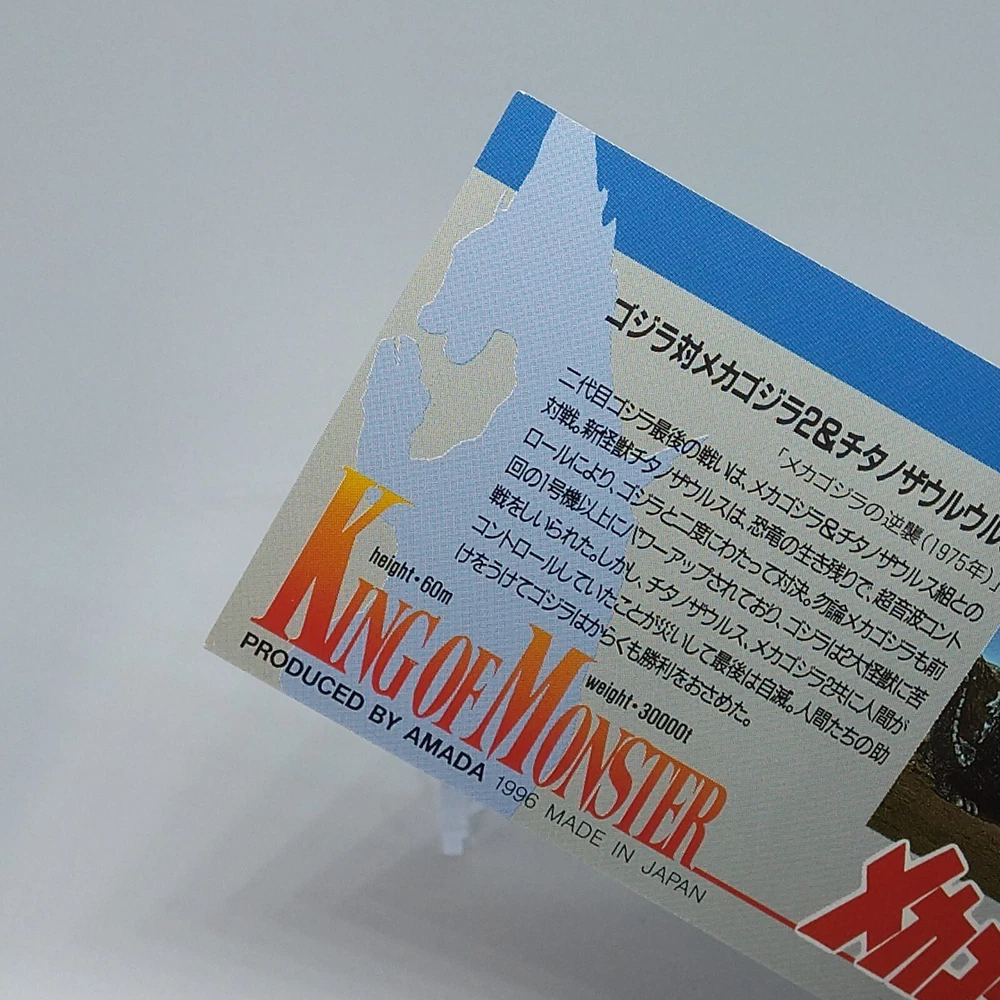 ゴジラ対メカゴジラ2&チタノザウルウル
「メカゴジラの逆襲(1975年)
二代目ゴジラ最後の戦いは、メカゴジラ&チタノザウルス組との
対戦。新怪獣チタノザウルスは、恐竜の生き残りで、超音波コント
ロールにより、ゴジラと二度にわたって対決。勿論メカゴジラも前
回の1号機以上にパワーアップされており、ゴジラは2大怪獣に苦
戦をしいられた。しかし、チタノザウルス、メカゴジラ2共に人間が
コントロールしていたことが災いして最後は自滅。人間たちの助
けをうけてゴジラはからくも勝利をおさめた。
height・60m
KING OF MONSTER
weight・30000t
PRODUCED BY AMADA 1996 MADE IN JAPAN
メカゴ